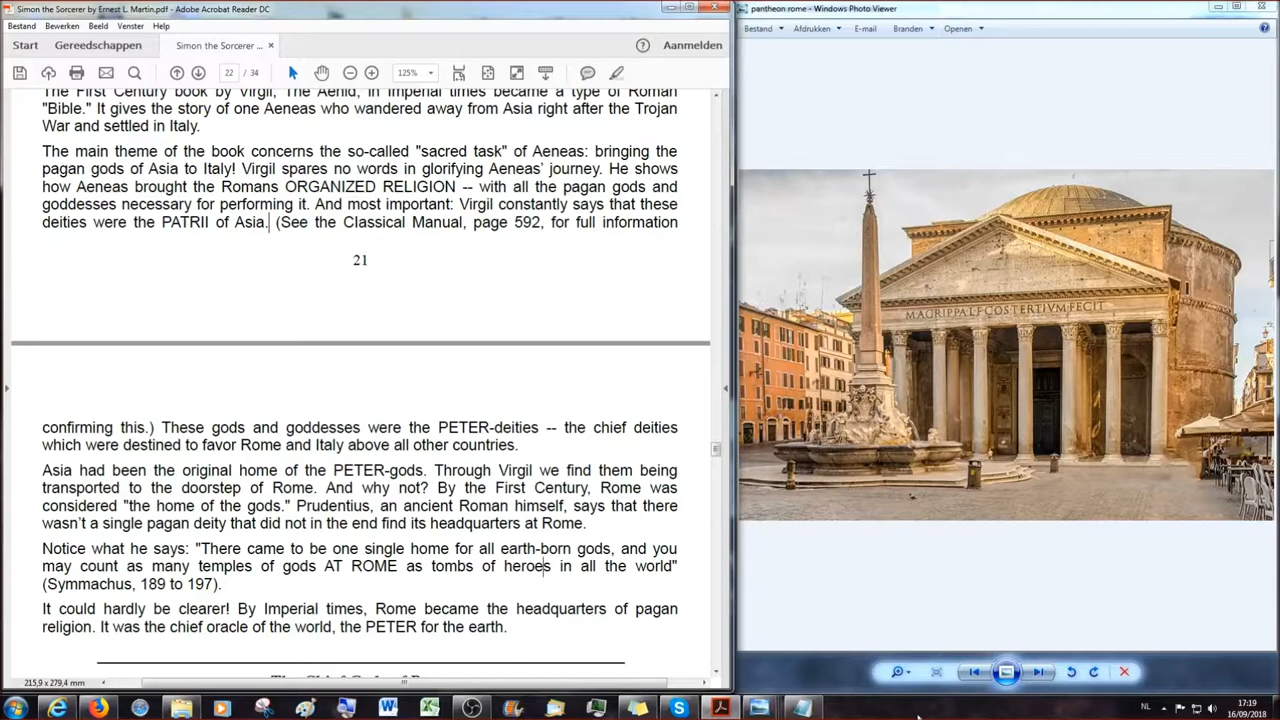 Simon the Sorcerer by Ernest L. Martin.pdf - Adobe Acrobat Reader DC
Bestand Bewerken Beeld Venster Help
Start Gereedschappen Simon the Sorcerer ... × Aanmelden
22 / 34 125%
The First Century book by Virgil, The Aenid, in Imperial times became a type of Roman
"Bible." It gives the story of one Aeneas who wandered away from Asia right after the Trojan
War and settled in Italy.
The main theme of the book concerns the so-called "sacred task" of Aeneas: bringing the
pagan gods of Asia to Italy! Virgil spares no words in glorifying Aeneas' journey. He shows
how Aeneas brought the Romans ORGANIZED RELIGION -- with all the pagan gods and
goddesses necessary for performing it. And most important: Virgil constantly says that these
deities were the PATRII of Asia. (See the Classical Manual, page 592, for full information
21
confirming this.) These gods and goddesses were the PETER-deities -- the chief deities
which were destined to favor Rome and Italy above all other countries.
Asia had been the original home of the PETER-gods. Through Virgil we find them being
transported to the doorstep of Rome. And why not? By the First Century, Rome was
considered "the home of the gods." Prudentius, an ancient Roman himself, says that there
wasn't a single pagan deity that did not in the end find its headquarters at Rome.
Notice what he says: "There came to be one single home for all earth-born gods, and you
may count as many temples of gods AT ROME as tombs of heroes in all the world"
(Symmachus, 189 to 197).
It could hardly be clearer! By Imperial times, Rome became the headquarters of pagan
religion. It was the chief oracle of the world, the PETER for the earth.
215,9 x 279,4 mm
pantheon rome - Windows Photo Viewer
Bestand Afdrukken E-mail Branden Openen
M·AGRIPPA·L·F·COS·TERTIVM·FECIT
NL 17:19
16/09/2018